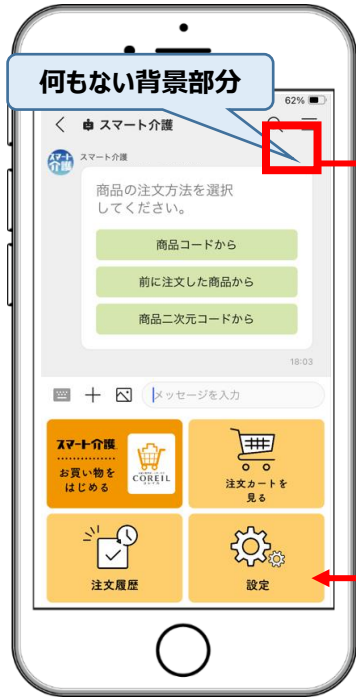 何もない背景部分
62%
スマート介護
スマート介護
スマート介護
商品の注文方法を選択
してください。
商品コードから
前に注文した商品から
商品二次元コードから
18:03
メッセージを入力
スマート介護
お買い物を
はじめる
COREIL
注文カートを
見る
注文履歴
設定